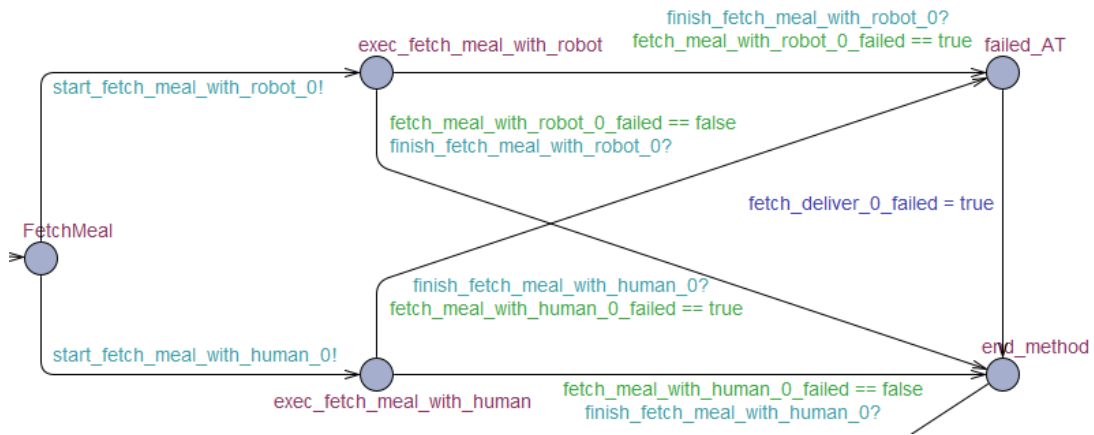 finish_fetch_meal_with_robot_0?
exec_fetch_meal_with_robot
fetch_meal_with_robot_0_failed == true
failed_AT
start_fetch_meal_with_robot_0!
fetch_meal_with_robot_0_failed == false
finish_fetch_meal_with_robot_0?
fetch_deliver_0_failed = true
FetchMeal
finish_fetch_meal_with_human_0?
fetch_meal_with_human_0_failed == true
start_fetch_meal_with_human_0!
end_method
fetch_meal_with_human_0_failed == false
exec_fetch_meal_with_human
finish_fetch_meal_with_human_0?